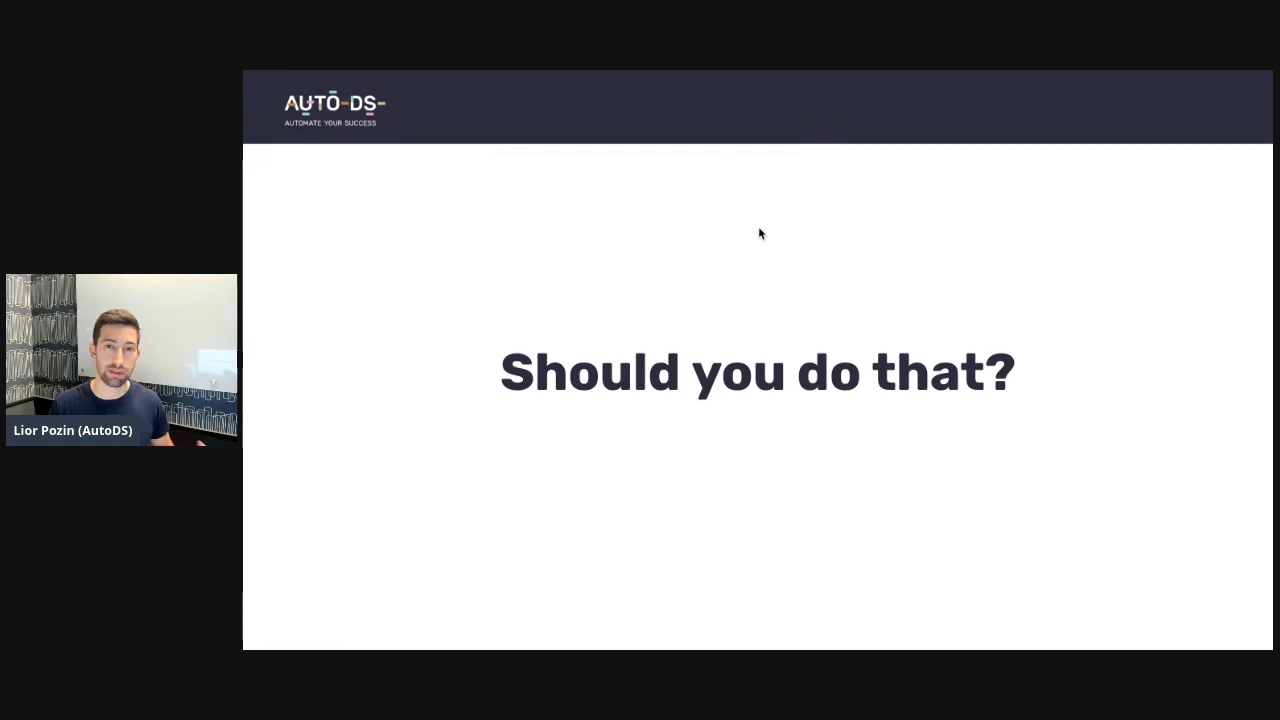 AUTO-DS-
AUTOMATE YOUR SUCCESS
Should you do that?
Lior Pozin (AutoDS)